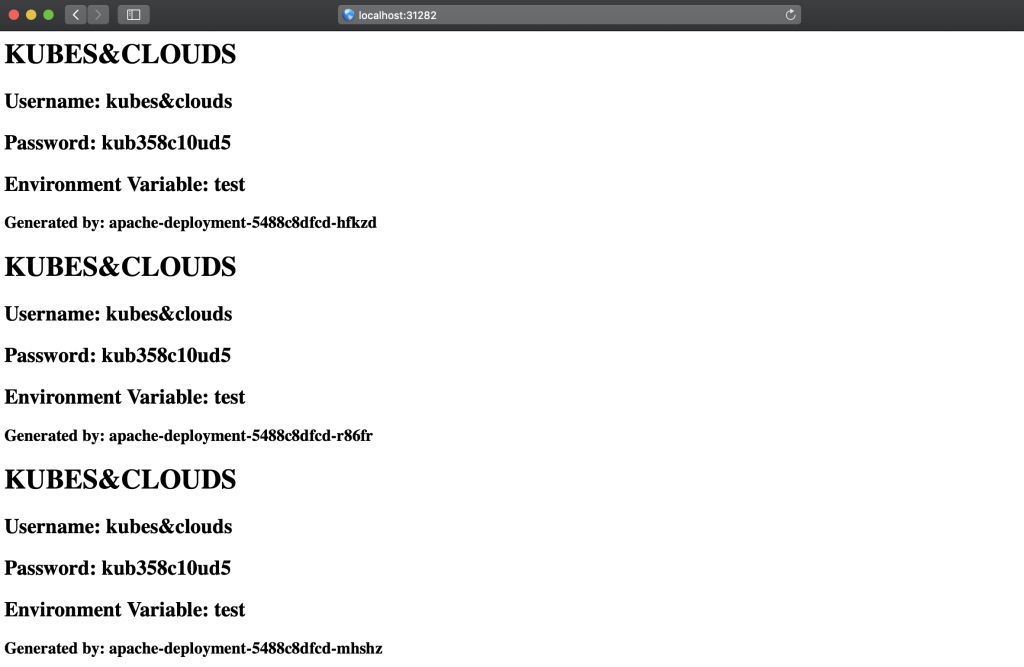 localhost:31282
KUBES&CLOUDS
Username: kubes&clouds
Password: kub358c10ud5
Environment Variable: test
Generated by: apache-deployment-5488c8dfcd-hfkzd
KUBES&CLOUDS
Username: kubes&clouds
Password: kub358c10ud5
Environment Variable: test
Generated by: apache-deployment-5488c8dfcd-r86fr
KUBES&CLOUDS
Username: kubes&clouds
Password: kub358c10ud5
Environment Variable: test
Generated by: apache-deployment-5488c8dfcd-mhshz